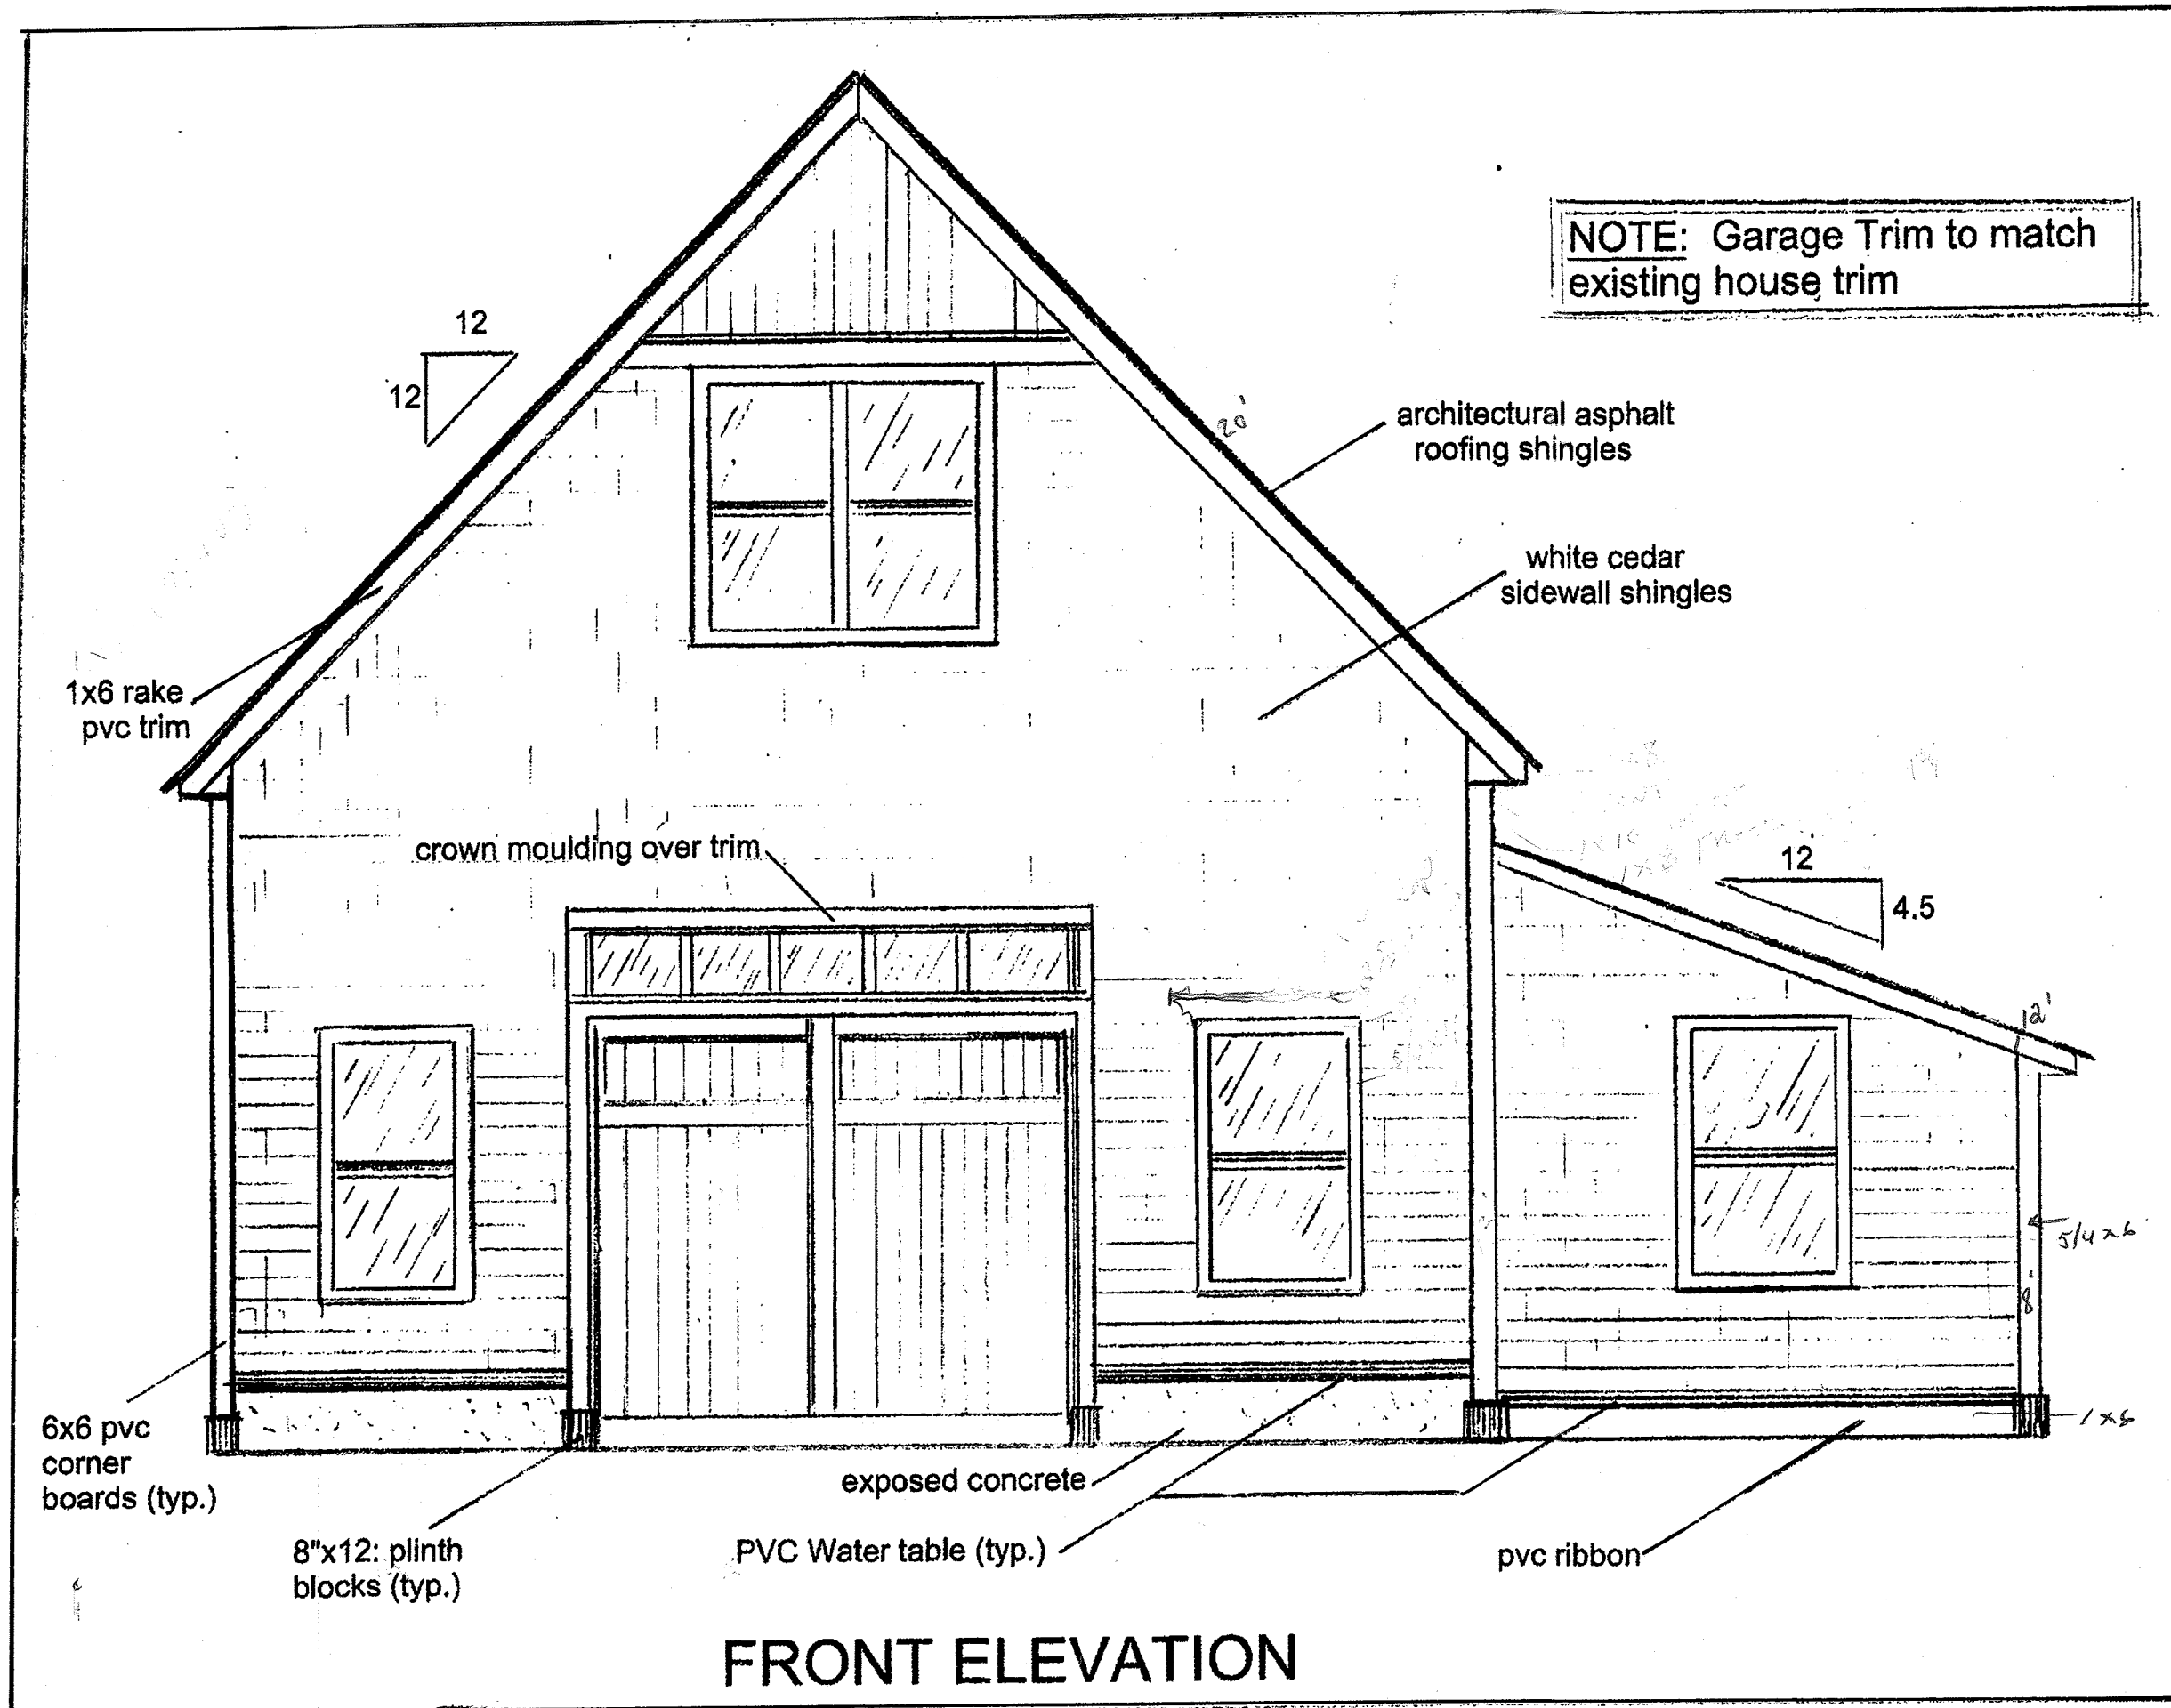 NOTE: Garage Trim to match
existing house trim
12
12
20'
architectural asphalt
roofing shingles
white cedar
sidewall shingles
1x6 rake
pvc trim
crown moulding over trim
1x10
1x8
12
4.5
12'
5/4x6
8'
1x6
6x6 pvc
corner
boards (typ.)
exposed concrete
8"x12: plinth
blocks (typ.)
PVC Water table (typ.)
pvc ribbon
FRONT ELEVATION